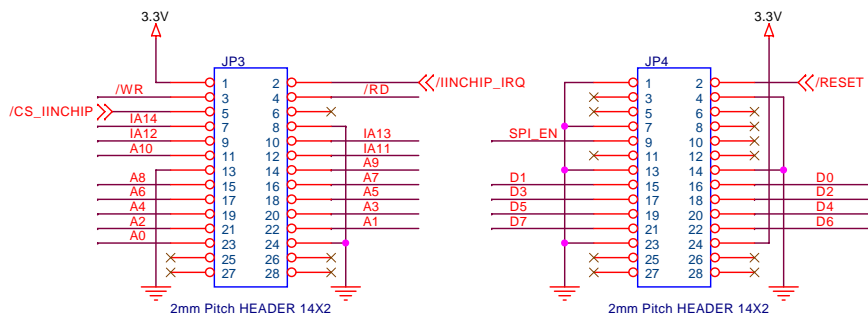 3.3V 3.3V
JP3 JP4
1 2 /IINCHIP_IRQ 1 2 /RESET
/WR 3 4 /RD 3 4
/CS_IINCHIP 5 6 5 6
IA14 7 8 7 8
IA12 9 10 IA13 SPI_EN 9 10
A10 11 12 IA11 11 12
13 14 A9 13 14
A8 15 16 A7 D1 15 16 D0
A6 17 18 A5 D3 17 18 D2
A4 19 20 A3 D5 19 20 D4
A2 21 22 A1 D7 21 22 D6
A0 23 24 23 24
25 26 25 26
27 28 27 28
2mm Pitch HEADER 14X2 2mm Pitch HEADER 14X2